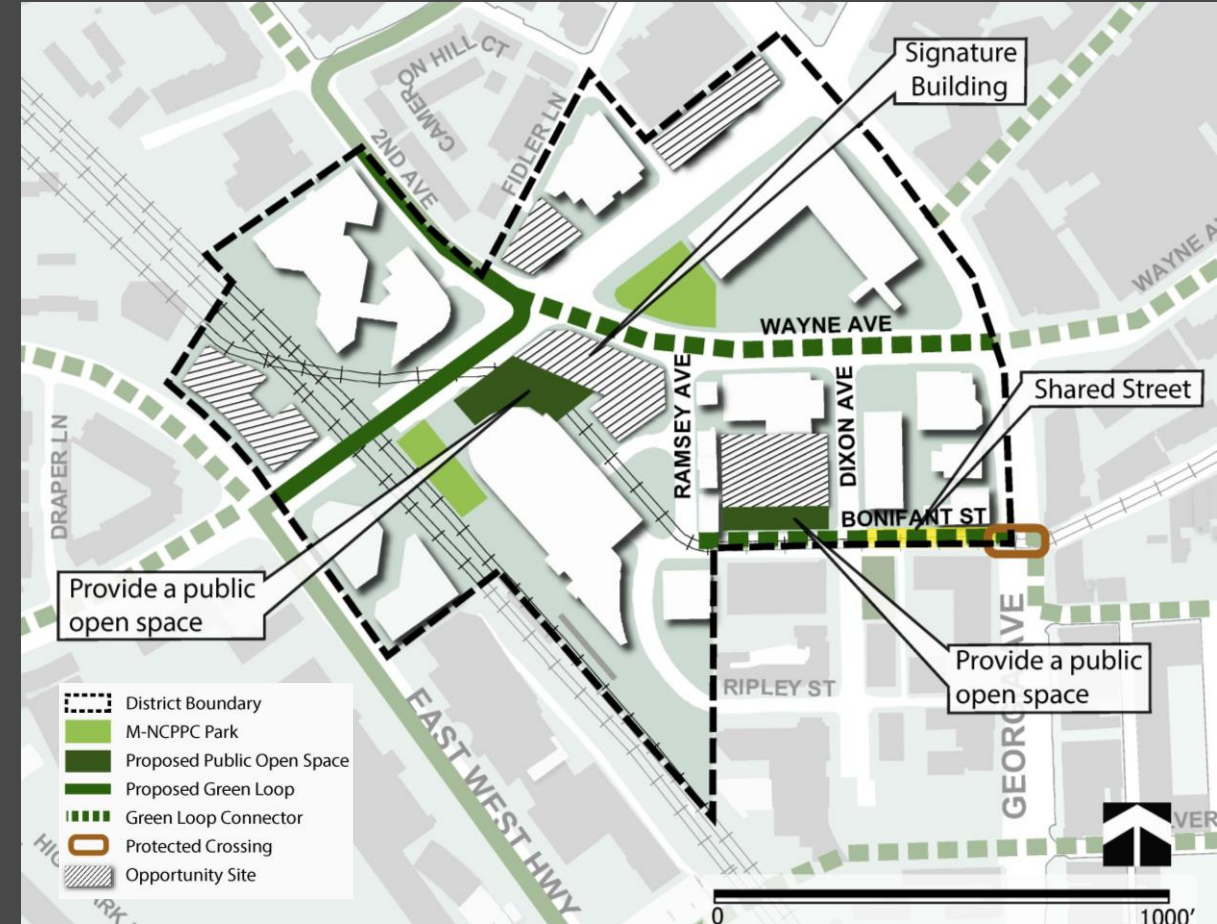 Signature
Building
CAMERON HILL CT
2ND AVE
FIDLER LN
WAYNE AVE
WAYNE
Shared Street
RAMSEY AVE
DIXON AVE
DRAPER LN
BONIFANT ST
Provide a public
open space
Provide a public
open space
RIPLEY ST
EAST WEST HWY
District Boundary
M-NCPPC Park
Proposed Public Open Space
Proposed Green Loop
Green Loop Connector
Protected Crossing
Opportunity Site
0
1000'